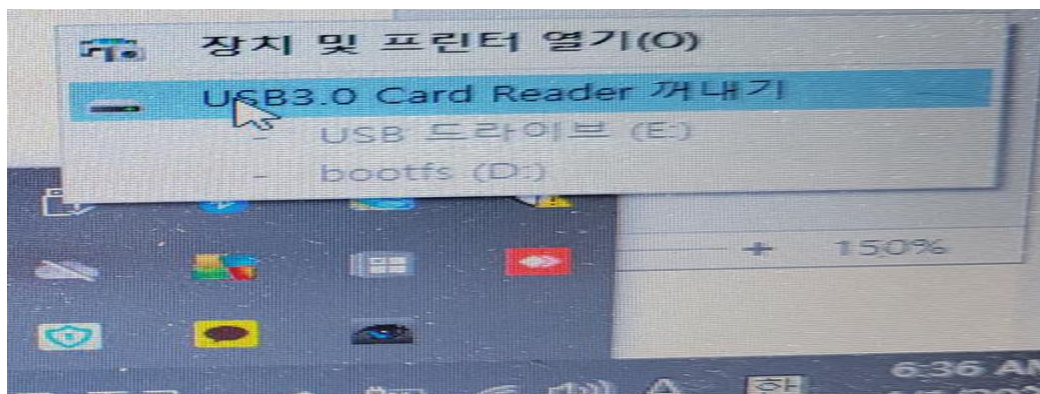 장치 및 프린터 열기(O)
USB3.0 Card Reader 꺼내기
- USB 드라이브 (E:)
- bootfs (D:)
+ 150%
6:36 AM
A
한